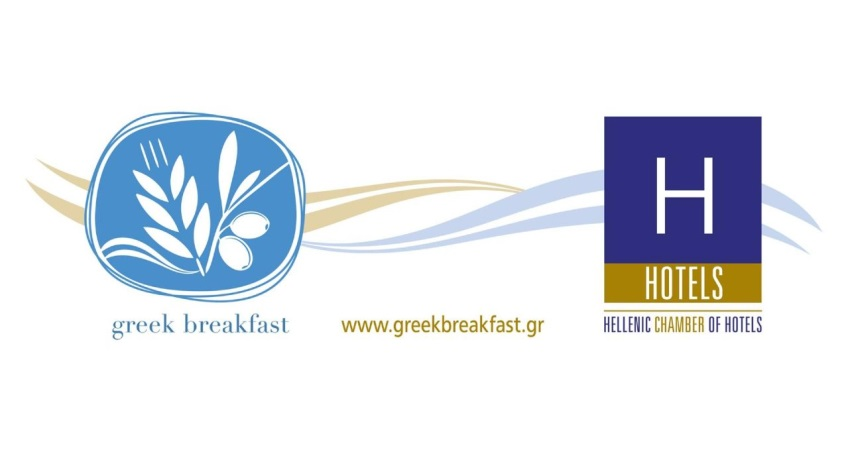 greek breakfast
www.greekbreakfast.gr
H
HOTELS
HELLENIC CHAMBER OF HOTELS